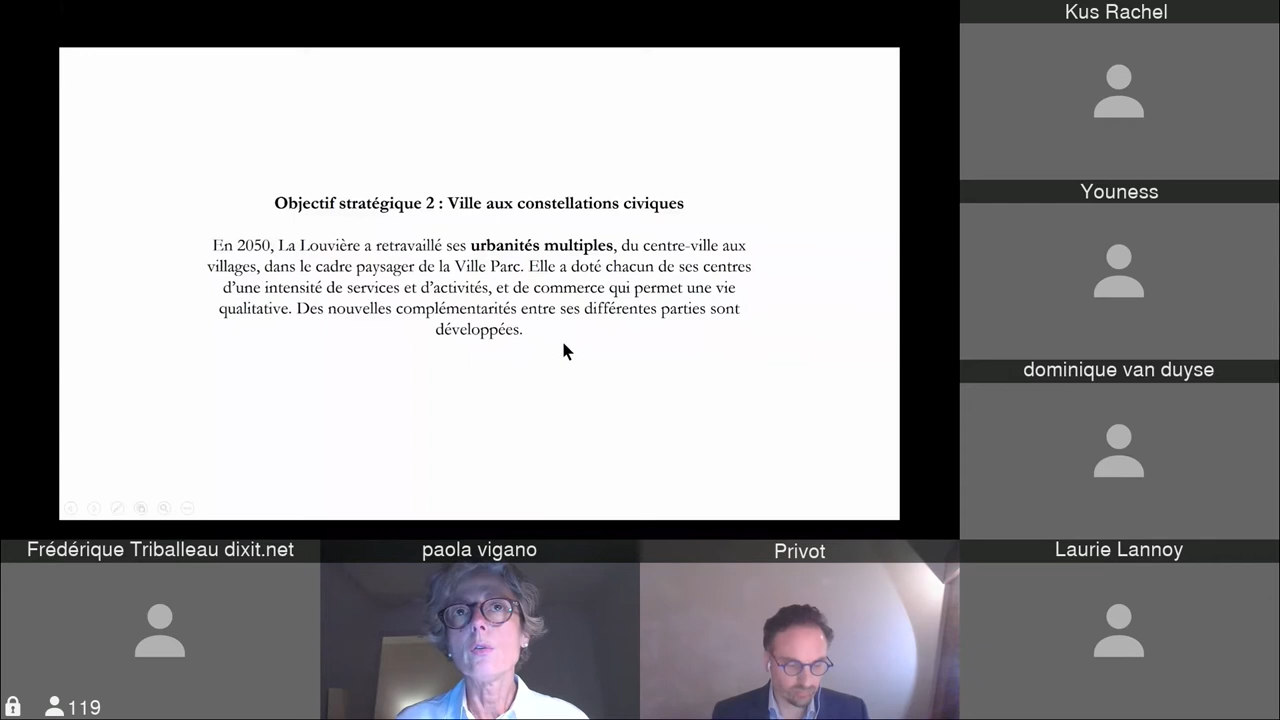 Kus Rachel
Objectif stratégique 2 : Ville aux constellations civiques
En 2050, La Louvière a retravaillé ses urbanités multiples, du centre-ville aux
villages, dans le cadre paysager de la Ville Parc. Elle a doté chacun de ses centres
d'une intensité de services et d'activités, et de commerce qui permet une vie
qualitative. Des nouvelles complémentarités entre ses différentes parties sont
développées.
Youness
dominique van duyse
Frédérique Triballeau dixit.net
paola vigano
Privot
Laurie Lannoy
119